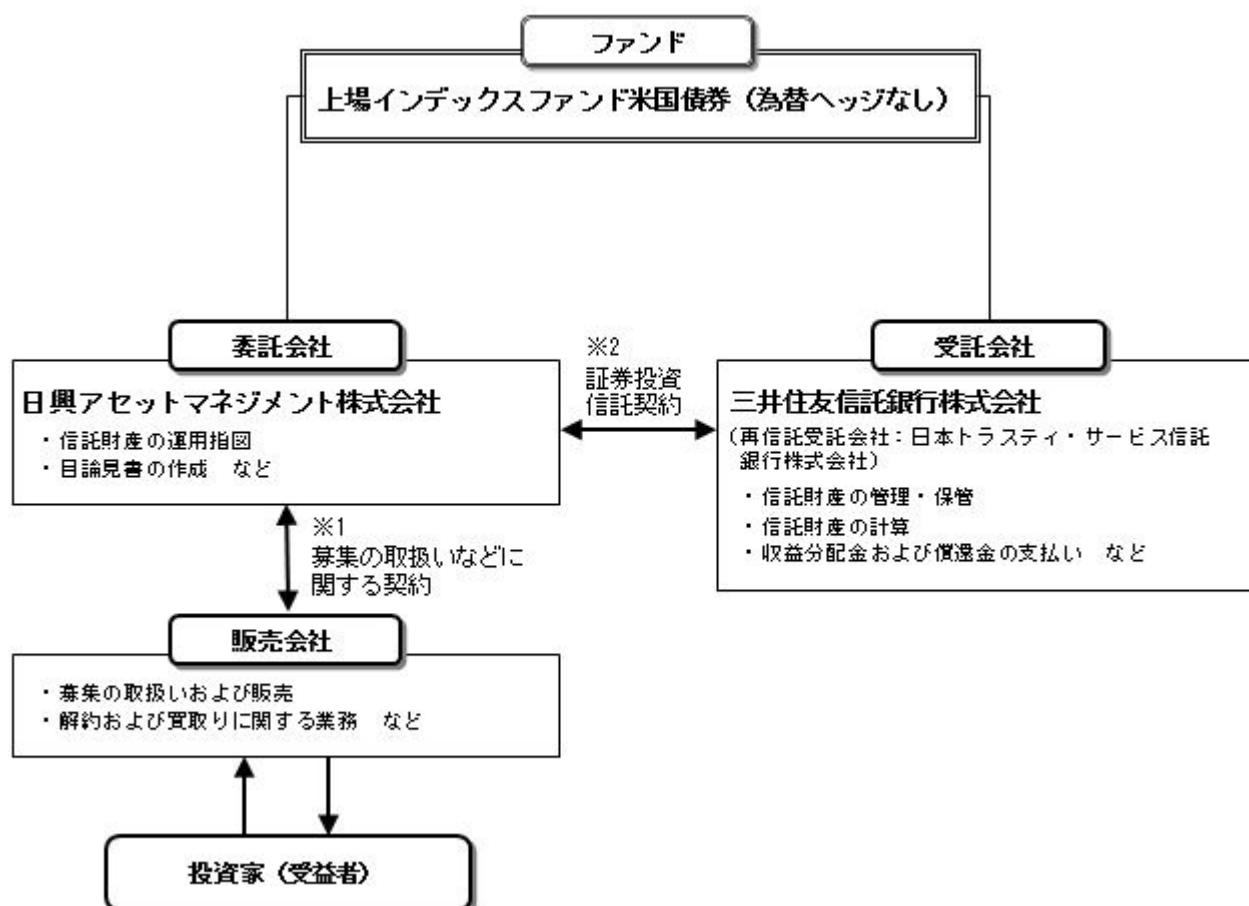 ファンド
上場インデックスファンド米国債券（為替ヘッジなし）
委託会社
日興アセットマネジメント株式会社
・信託財産の運用指図
・目論見書の作成　など
※2
証券投資
信託契約
受託会社
三井住友信託銀行株式会社
（再信託受託会社：日本トラスティ・サービス信託
銀行株式会社）
・信託財産の管理・保管
・信託財産の計算
・収益分配金および償還金の支払い　など
※1
募集の取扱いなどに
関する契約
販売会社
・募集の取扱いおよび販売
・解約および買取りに関する業務　など
投資家（受益者）